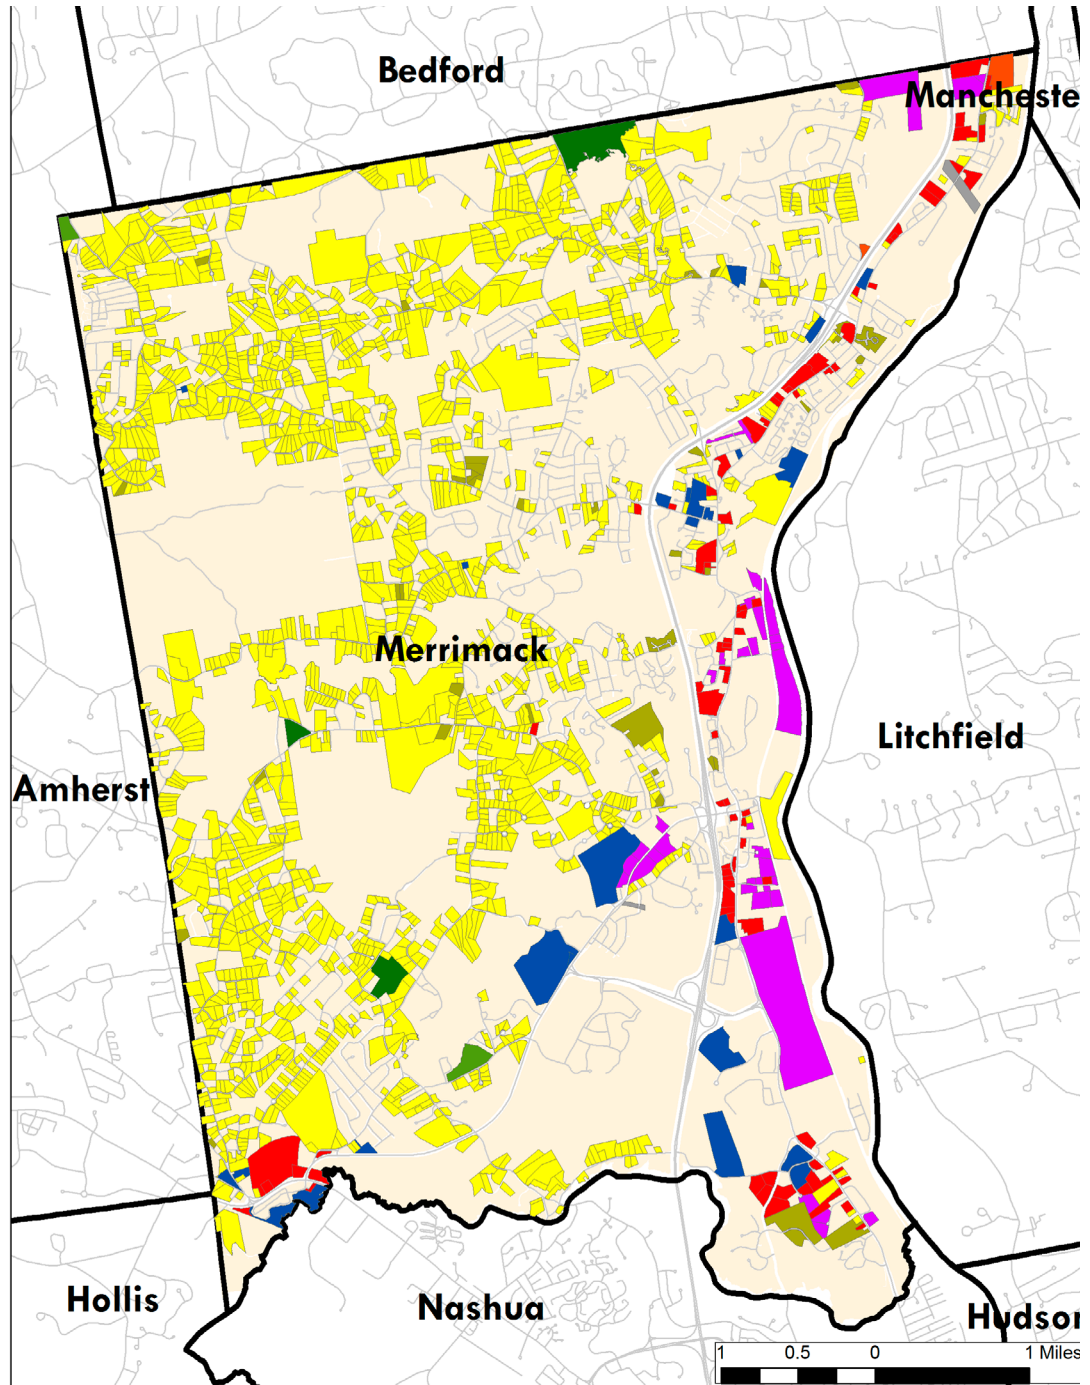 Bedford
Mancheste
Merrimack
Litchfield
Amherst
Hollis
Nashua
Hudson
1 0.5 0 1 Miles